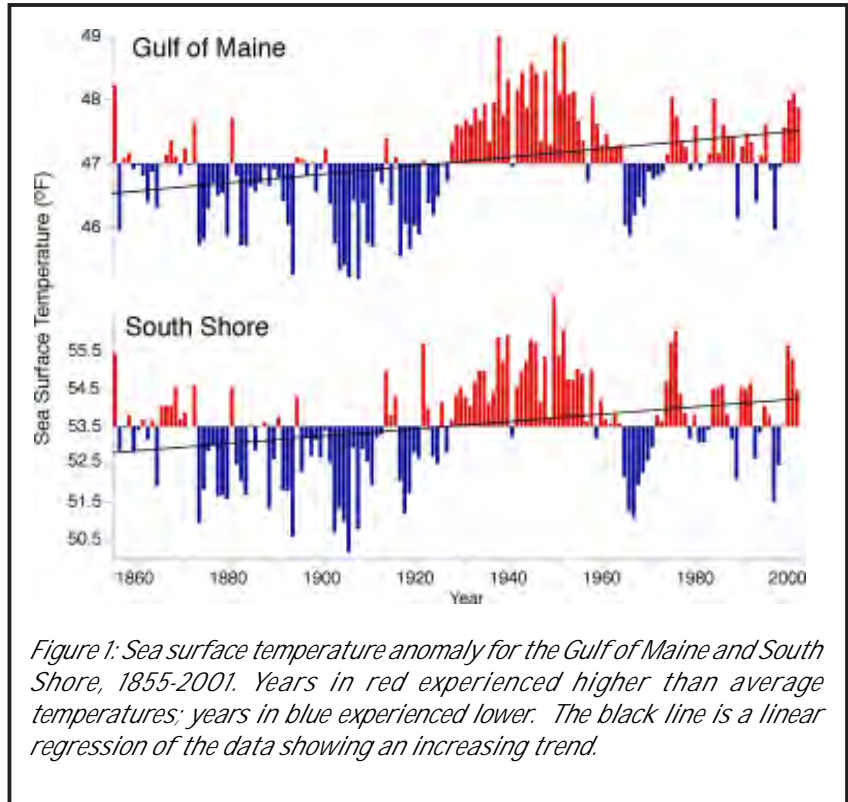 49
Gulf of Maine
48
47
46
Sea Surface Temperature (ºF)
South Shore
55.5
54.5
53.5
52.5
51.5
50.5
1860 1880 1900 1920 1940 1960 1980 2000
Year
Figure 1: Sea surface temperature anomaly for the Gulf of Maine and South
Shore, 1855-2001. Years in red experienced higher than average
temperatures; years in blue experienced lower. The black line is a linear
regression of the data showing an increasing trend.